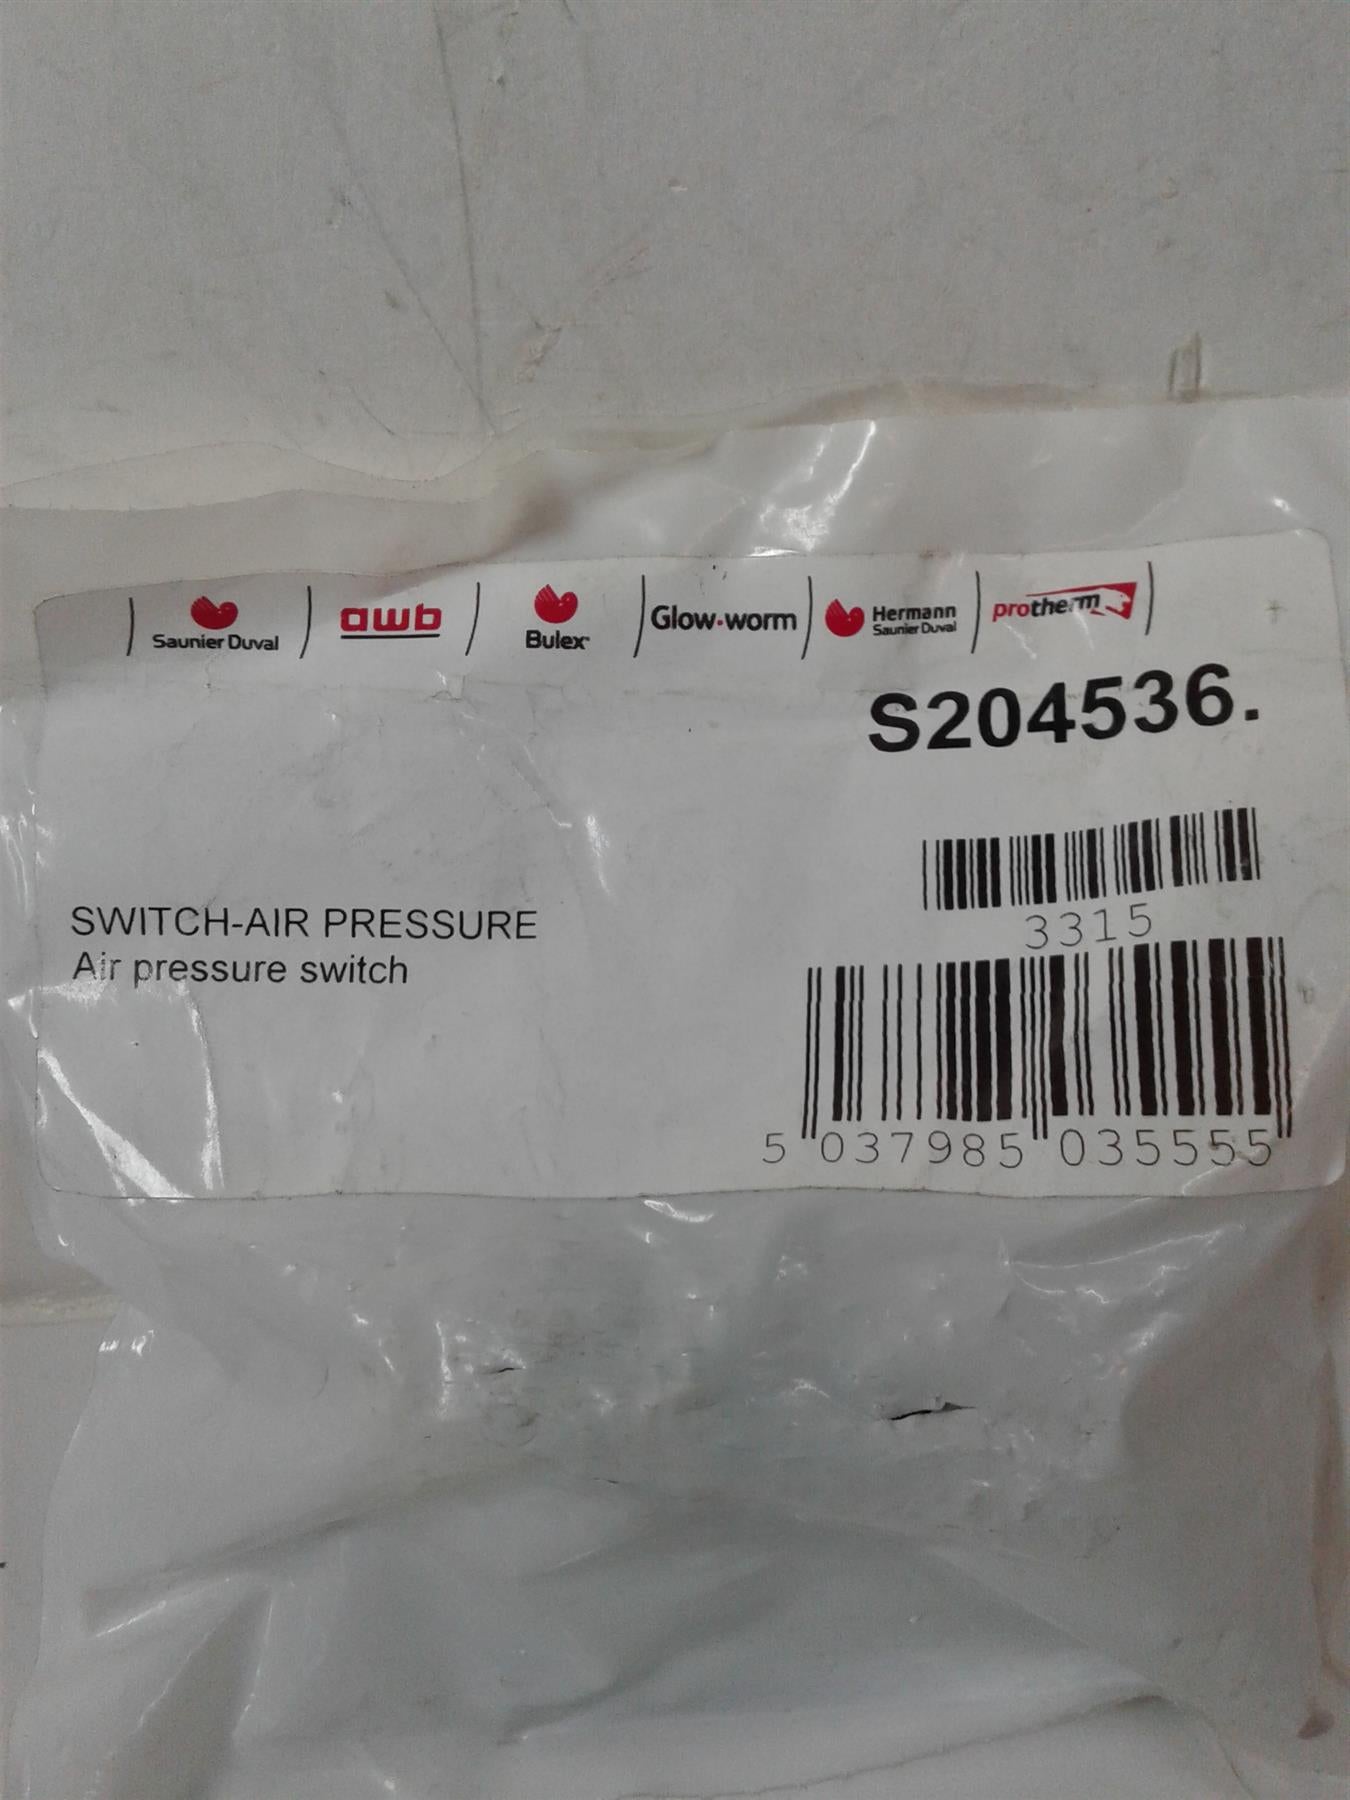 Saunier Duval awb Bulex Glow-worm Hermann Saunier Duval protherm
S204536.
3315
SWITCH-AIR PRESSURE
Air pressure switch
5 037985 035555